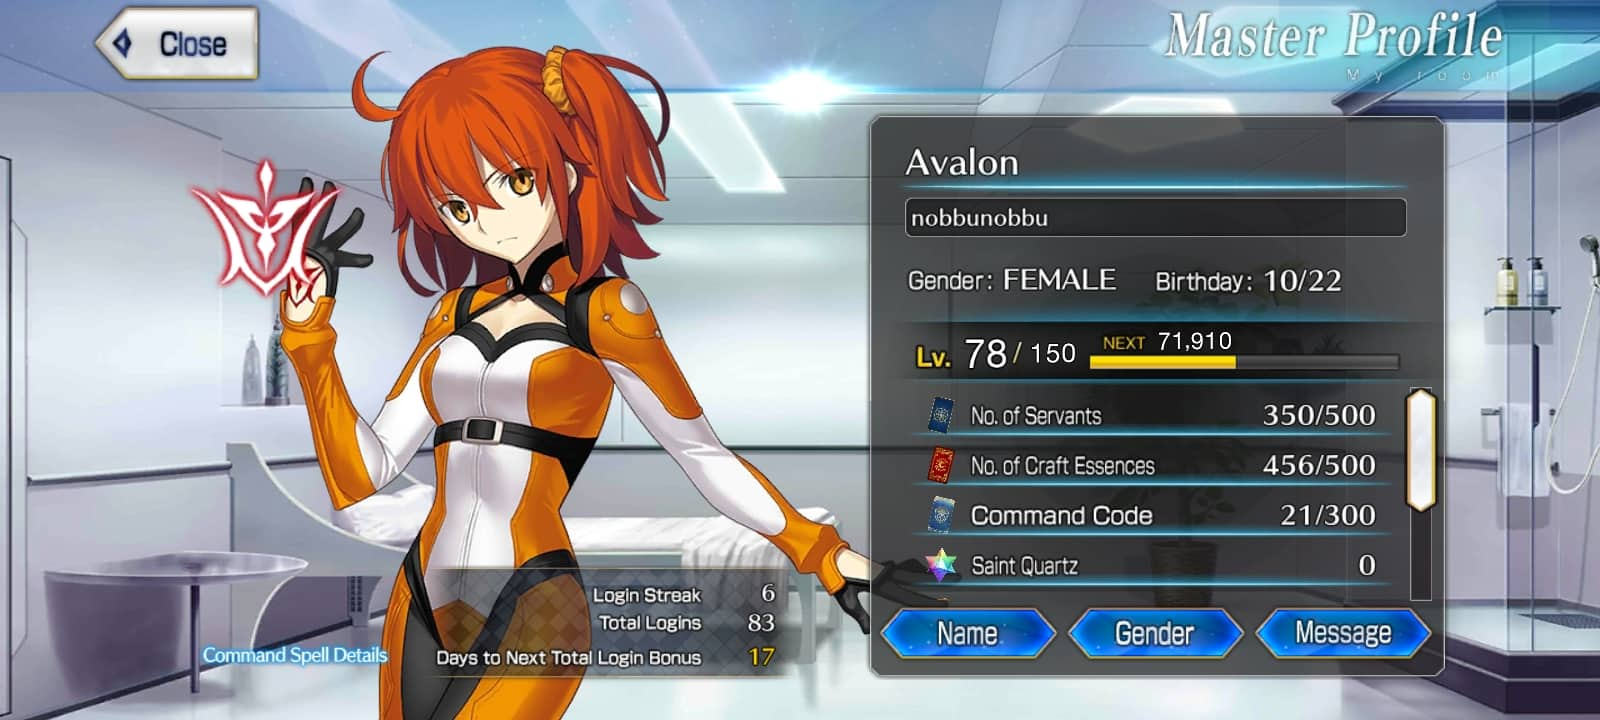 Close
Master Profile
My room
Avalon
nobbunobbu
Gender: FEMALE Birthday: 10/22
Lv. 78/150 NEXT 71,910
No. of Servants 350/500
No. of Craft Essences 456/500
Command Code 21/300
Saint Quartz 0
Name Gender Message
Login Streak 6
Total Logins 83
Days to Next Total Login Bonus 17
Command Spell Details